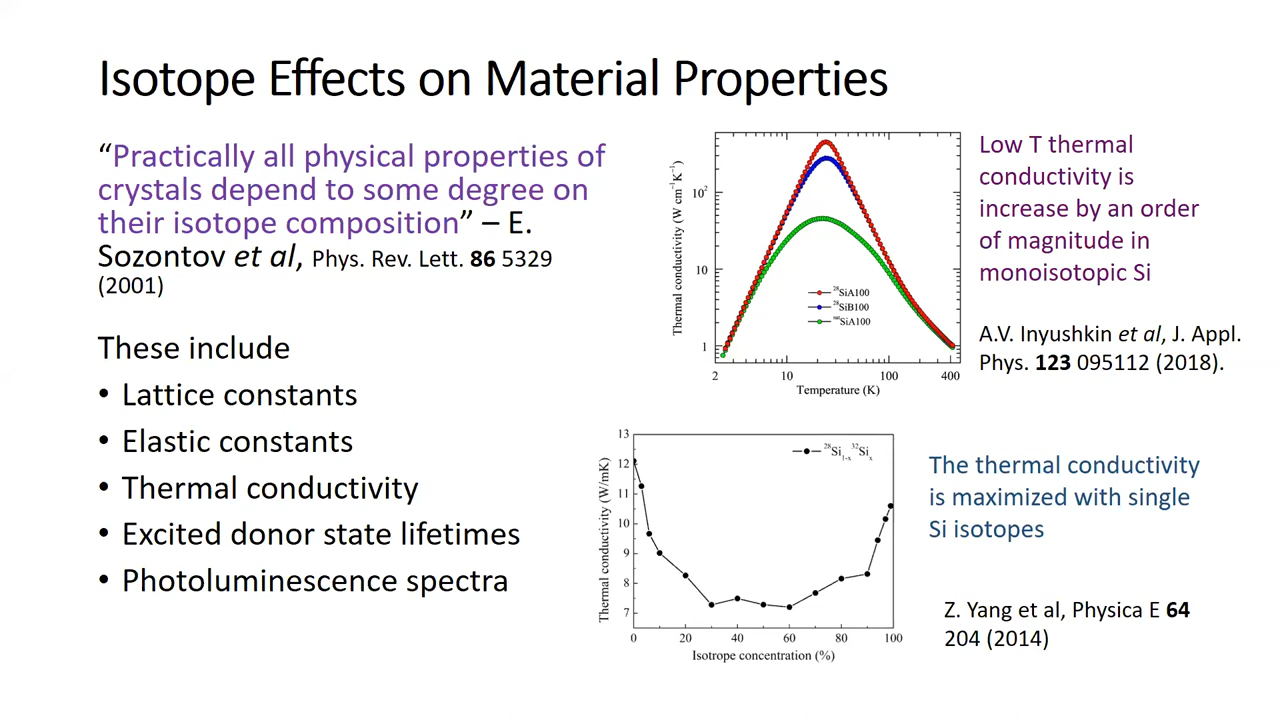 Isotope Effects on Material Properties
“Practically all physical properties of
crystals depend to some degree on
their isotope composition” – E.
Sozontov et al, Phys. Rev. Lett. 86 5329
(2001)
These include
• Lattice constants
• Elastic constants
• Thermal conductivity
• Excited donor state lifetimes
• Photoluminescence spectra
Thermal conductivity (W cm⁻¹K⁻¹)
10²
10
1
²⁸SiA100
²⁸SiB100
ⁿᵃᵗSiA100
2 10 100 400
Temperature (K)
Low T thermal
conductivity is
increase by an order
of magnitude in
monoisotopic Si
A.V. Inyushkin et al, J. Appl.
Phys. 123 095112 (2018).
Thermal conductivity (W/mK)
13
12
11
10
9
8
7
²⁸Si₁₋ₓ³²Siₓ
0 20 40 60 80 100
Isotrope concentration (%)
The thermal conductivity
is maximized with single
Si isotopes
Z. Yang et al, Physica E 64
204 (2014)